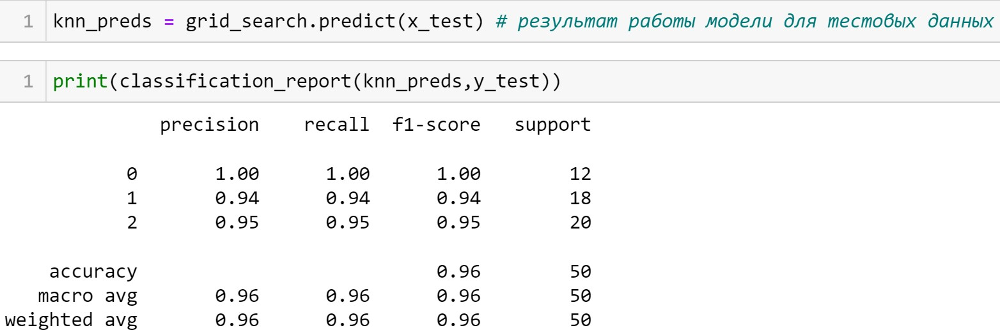 1 knn_preds = grid_search.predict(x_test) # результат работы модели для тестовых данных
1 print(classification_report(knn_preds,y_test))
precision recall f1-score support
0 1.00 1.00 1.00 12
1 0.94 0.94 0.94 18
2 0.95 0.95 0.95 20
accuracy 0.96 50
macro avg 0.96 0.96 0.96 50
weighted avg 0.96 0.96 0.96 50